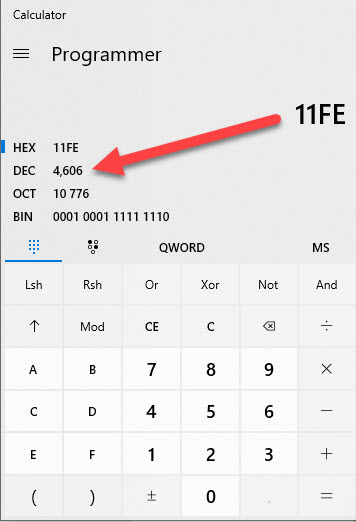 Calculator
Programmer
11FE
HEX 11FE
DEC 4,606
OCT 10 776
BIN 0001 0001 1111 1110
QWORD MS
Lsh Rsh Or Xor Not And
↑ Mod CE C ⌫ ÷
A B 7 8 9 ×
C D 4 5 6 −
E F 1 2 3 +
( ) ± 0 . =